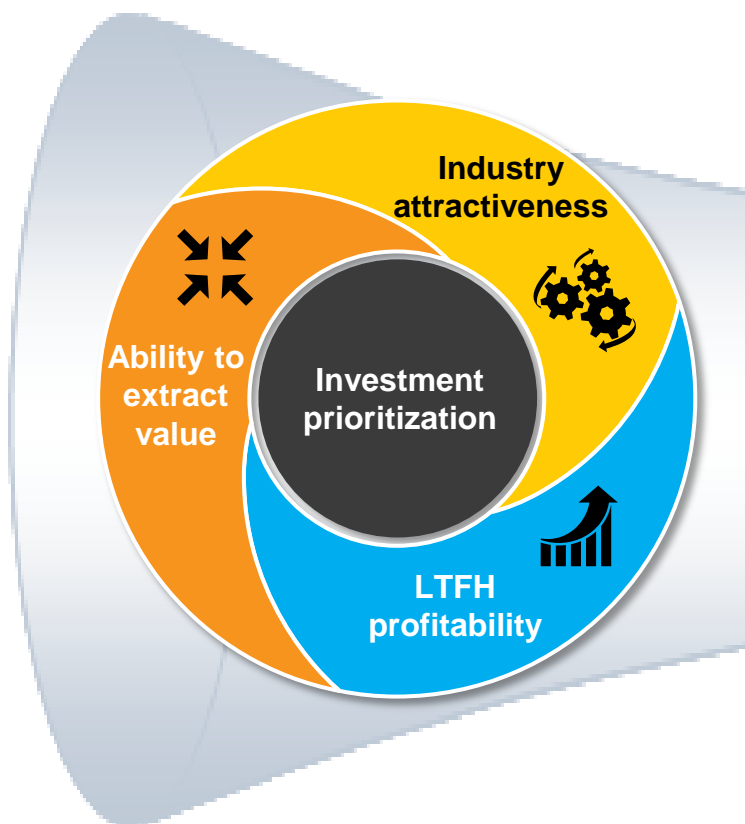 Industry
attractiveness
Ability to
extract
value
Investment
prioritization
LTFH
profitability